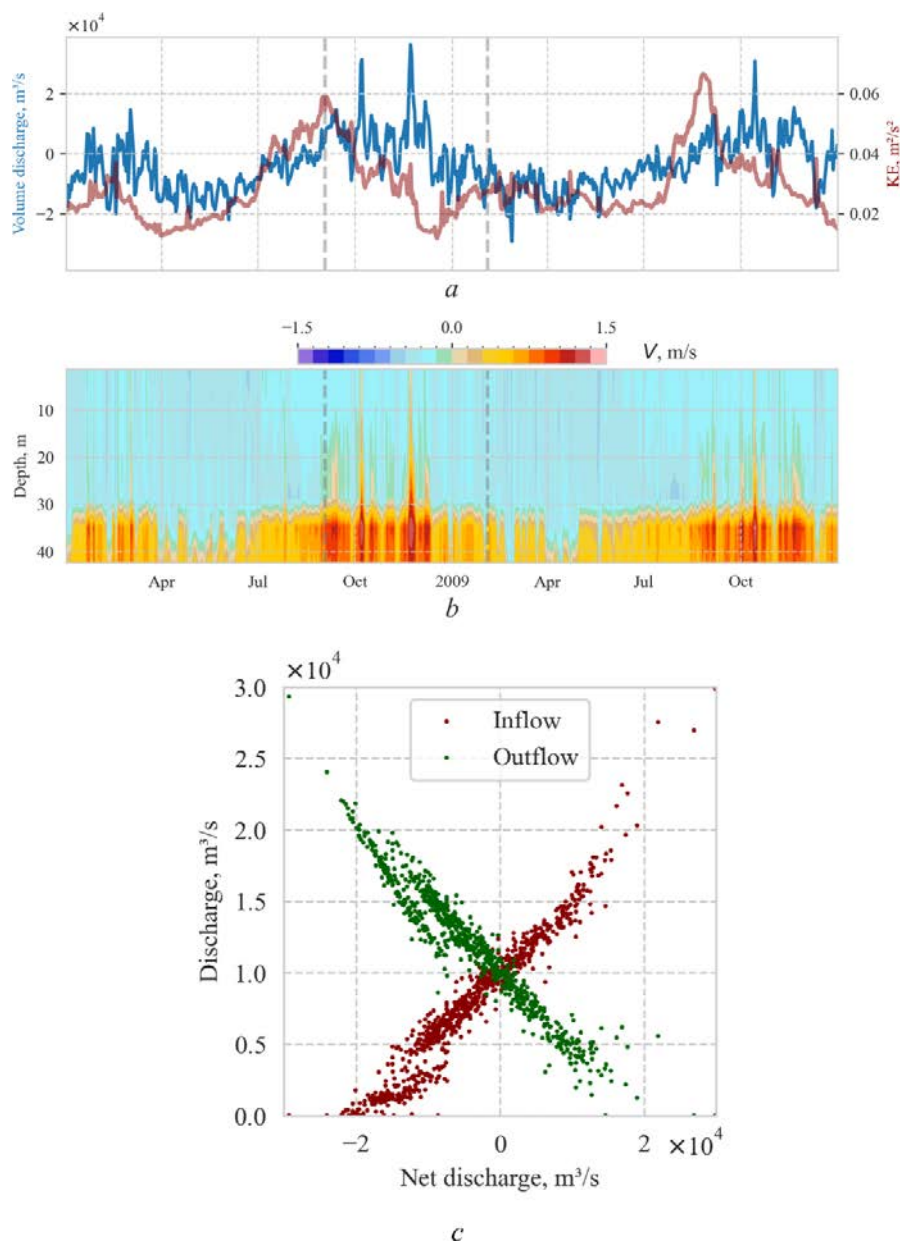 ×10⁴
Volume discharge, m³/s
2
0
−2
0.06
0.04
0.02
KE, m²/s²
a
−1.5 0.0 1.5
V, m/s
Depth, m
10
20
30
40
Apr Jul Oct 2009 Apr Jul Oct
b
×10⁴
3.0
2.5
2.0
1.5
1.0
0.5
0.0
Discharge, m³/s
Inflow
Outflow
−2 0 2 ×10⁴
Net discharge, m³/s
c